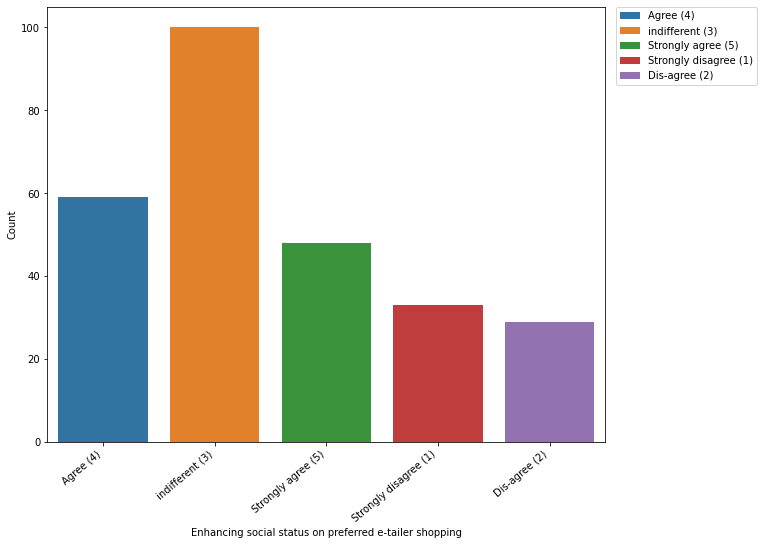 Agree (4)
indifferent (3)
Strongly agree (5)
Strongly disagree (1)
Dis-agree (2)
100
80
60
40
20
0
Count
Agree (4)
indifferent (3)
Strongly agree (5)
Strongly disagree (1)
Dis-agree (2)
Enhancing social status on preferred e-tailer shopping